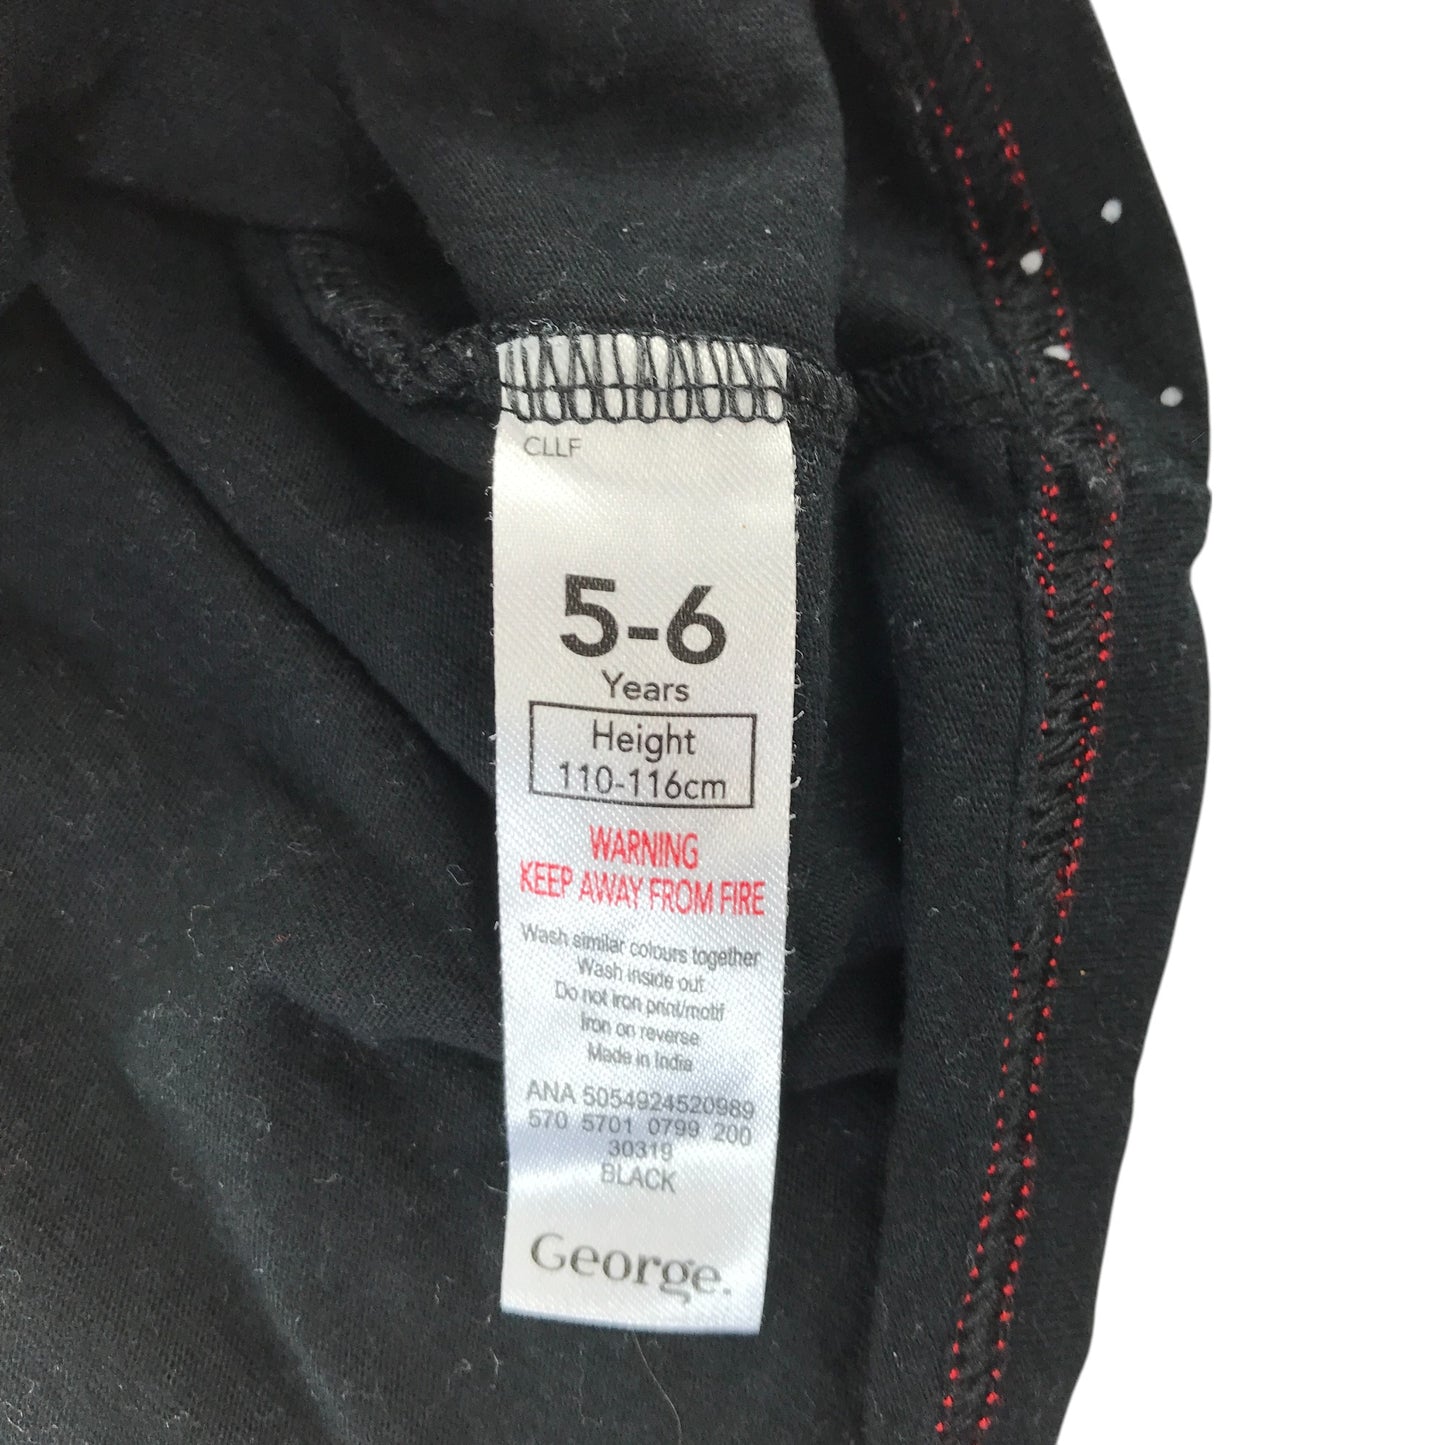 CLLF
5-6
Years
Height
110-116cm
WARNING
KEEP AWAY FROM FIRE
Wash similar colours together
Wash inside out
Do not iron print/motif
Iron on reverse
Made in India
ANA 5054924520989
570 5701 0799 200
30319
BLACK
George.